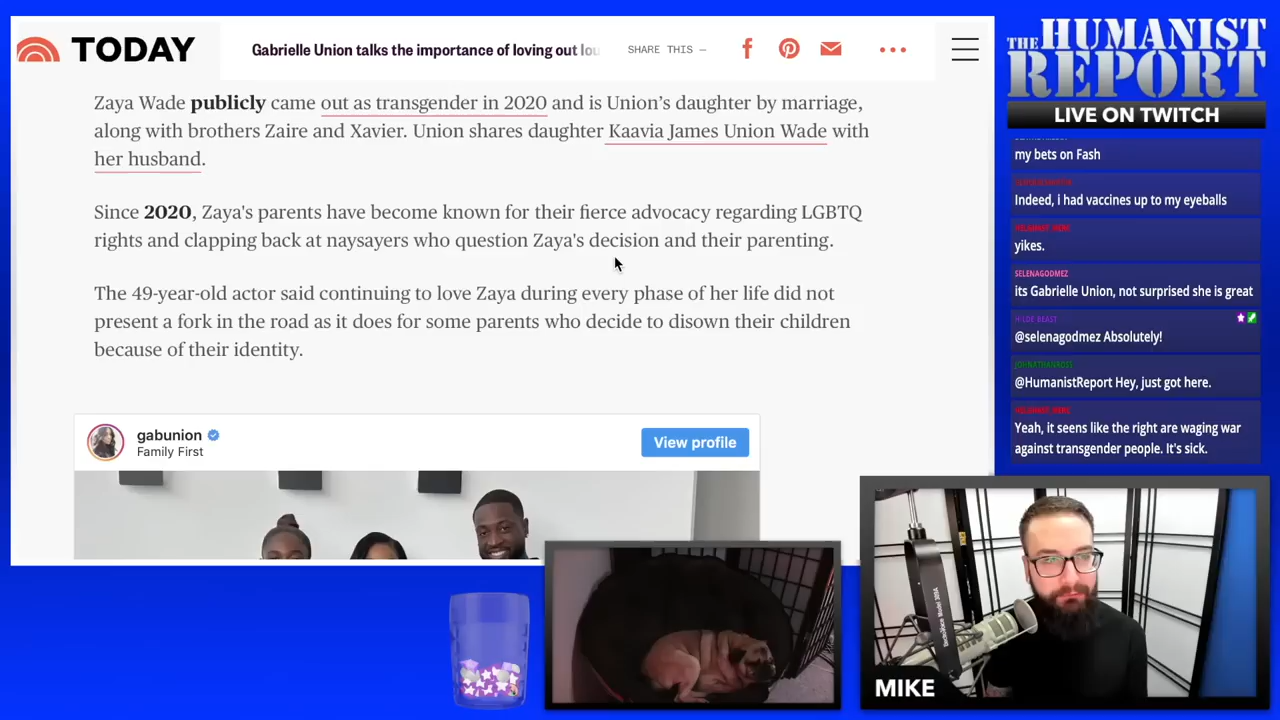 TODAY
Gabrielle Union talks the importance of loving out lou
SHARE THIS —
Zaya Wade publicly came out as transgender in 2020 and is Union's daughter by marriage,
along with brothers Zaire and Xavier. Union shares daughter Kaavia James Union Wade with
her husband.
Since 2020, Zaya's parents have become known for their fierce advocacy regarding LGBTQ
rights and clapping back at naysayers who question Zaya's decision and their parenting.
The 49-year-old actor said continuing to love Zaya during every phase of her life did not
present a fork in the road as it does for some parents who decide to disown their children
because of their identity.
gabunion
Family First
View profile
THE HUMANIST
REPORT
LIVE ON TWITCH
my bets on Fash
Indeed, i had vaccines up to my eyeballs
yikes.
SELENAGODMEZ
its Gabrielle Union, not surprised she is great
HILDE BEAST
@selenagodmez Absolutely!
@HumanistReport Hey, just got here.
Yeah, it seems like the right are waging war
against transgender people. It's sick.
MIKE